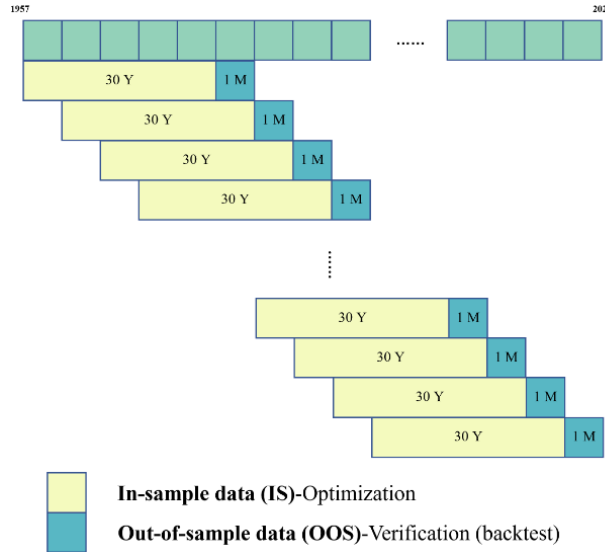 1957
202
......
30 Y
1 M
30 Y
1 M
30 Y
1 M
30 Y
1 M
......
30 Y
1 M
30 Y
1 M
30 Y
1 M
30 Y
1 M
In-sample data (IS)-Optimization
Out-of-sample data (OOS)-Verification (backtest)